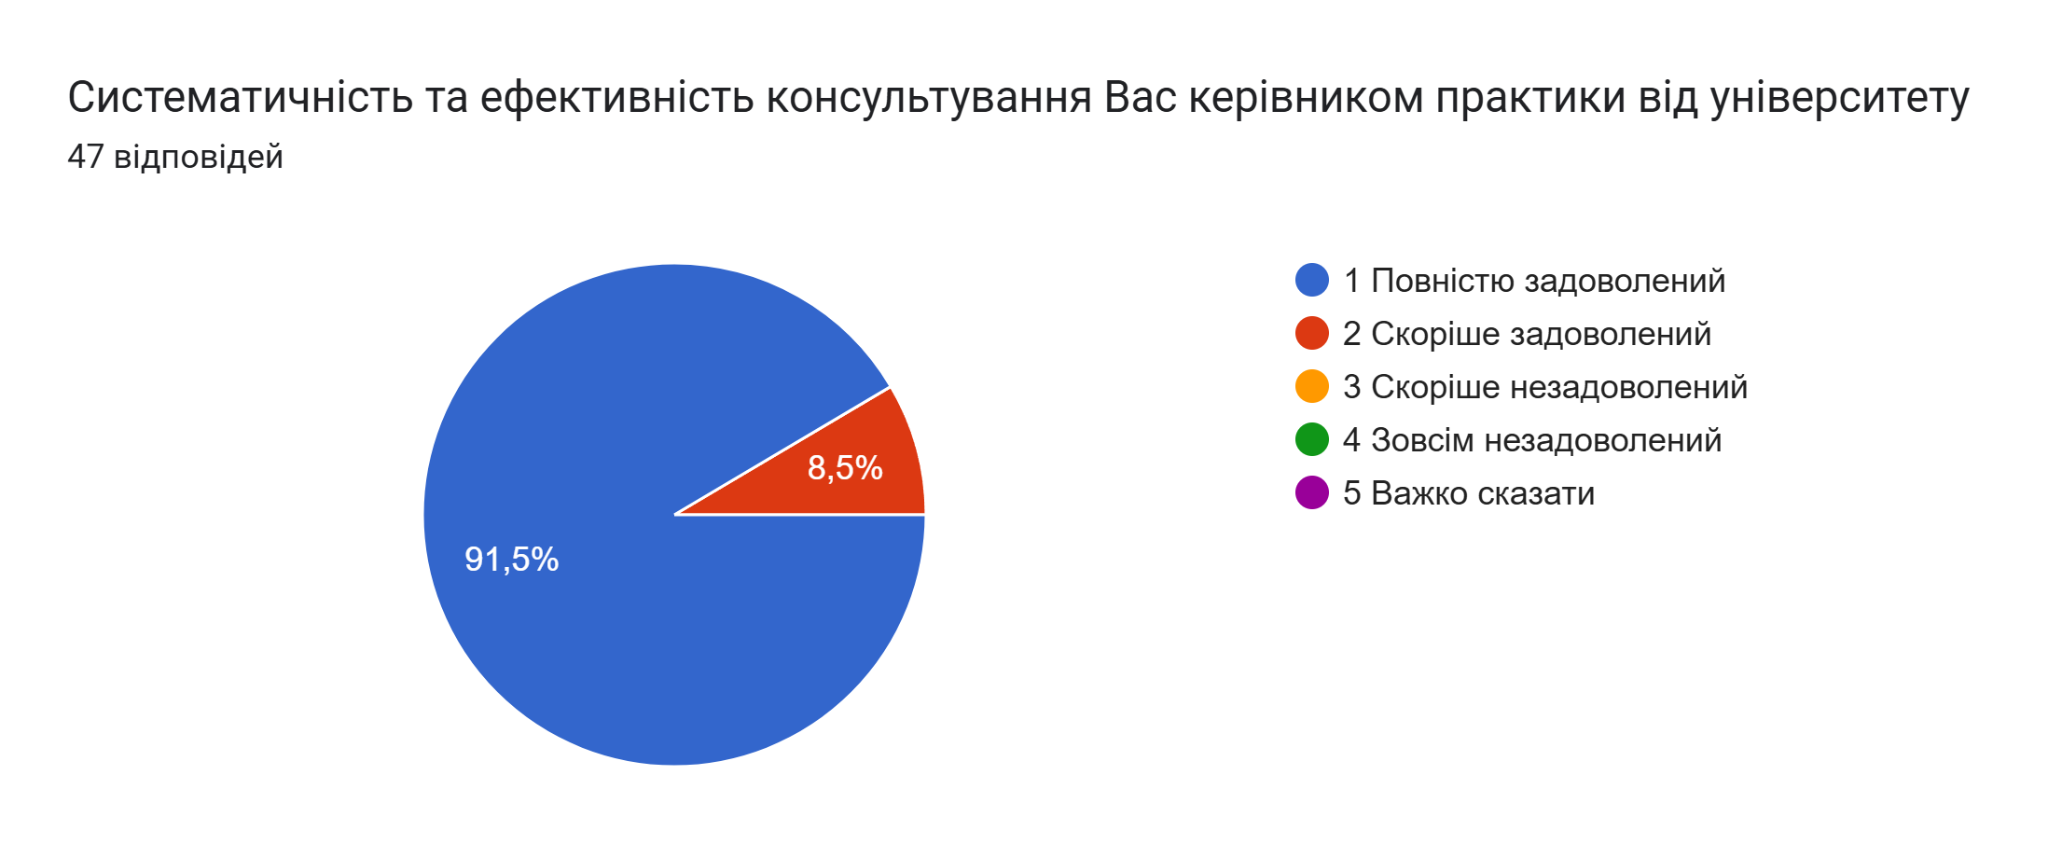 Систематичність та ефективність консультування Вас керівником практики від університету
47 відповідей
1 Повністю задоволений
2 Скоріше задоволений
3 Скоріше незадоволений
4 Зовсім незадоволений
5 Важко сказати
8,5%
91,5%